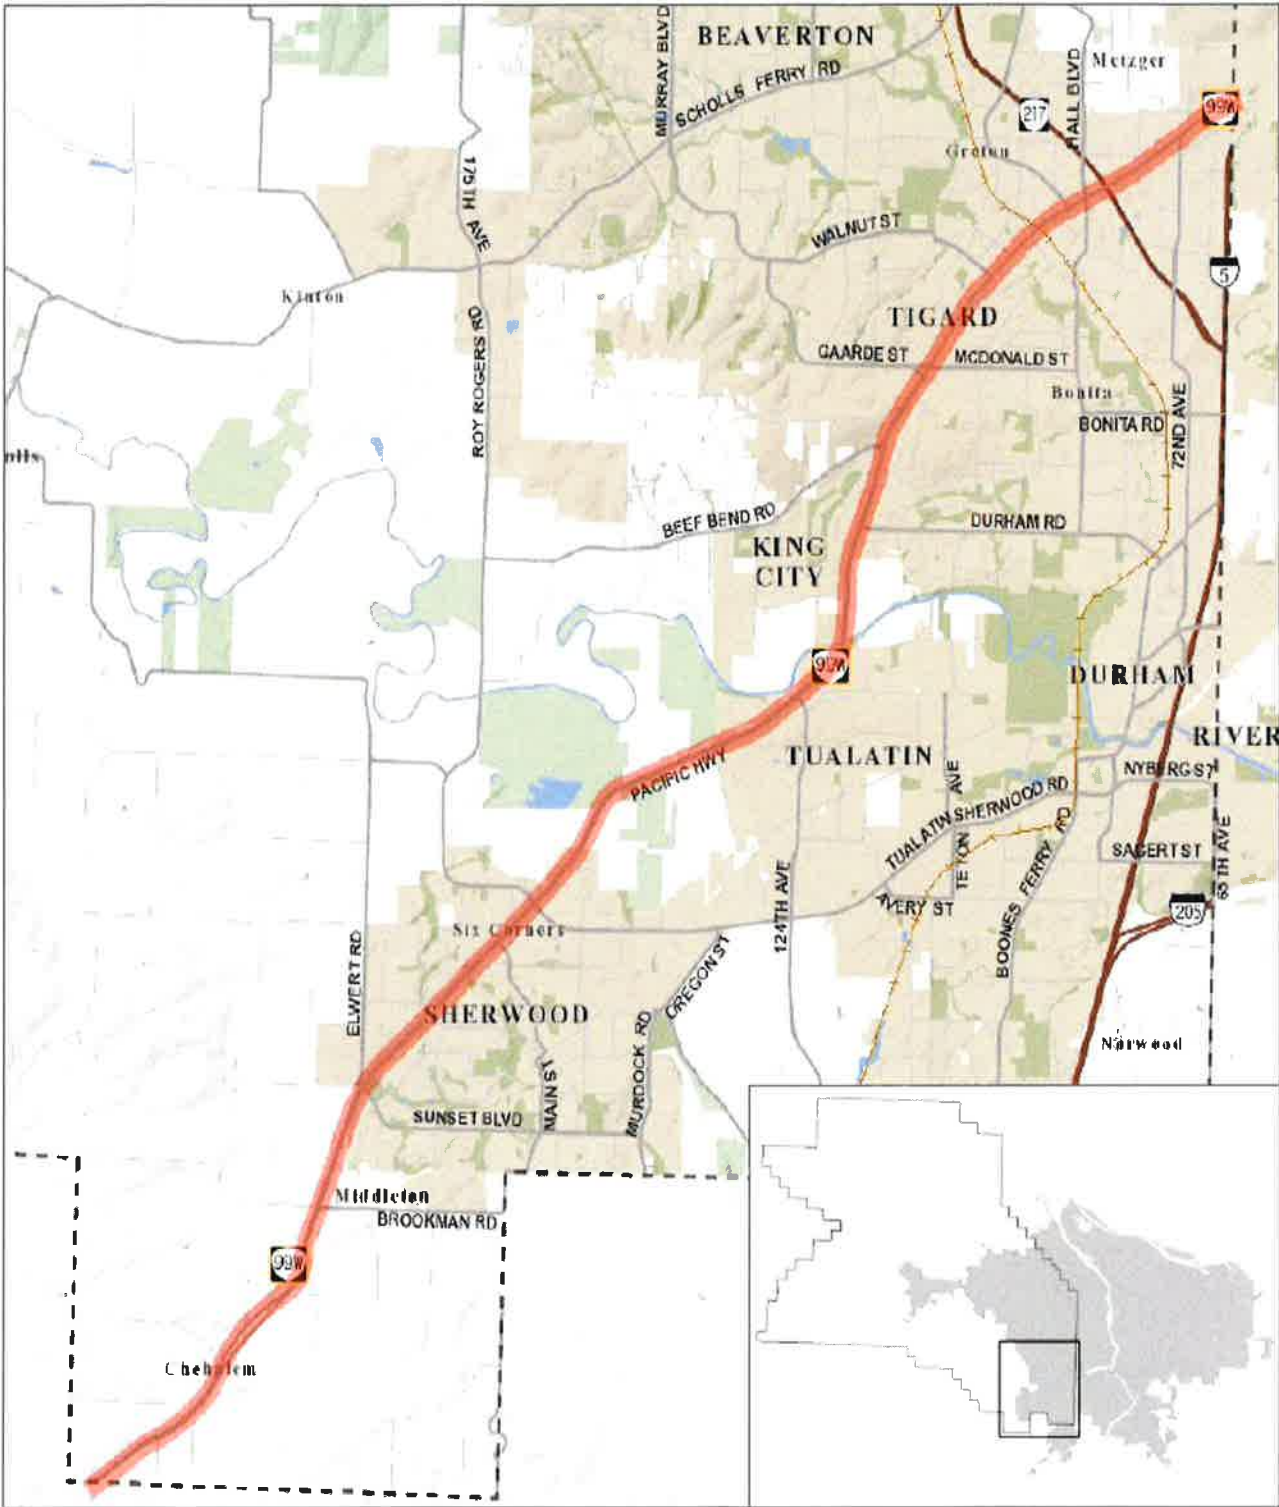 BEAVERTON
MURRAY BLVD
SCHOLLS FERRY RD
HALL BLVD
Metzger
217
99W
Greton
175TH AVE
WALNUT ST
5
Kinton
ROY ROGERS RD
TIGARD
GAARDE ST
MCDONALD ST
Bonita
BONITA RD
72ND AVE
olls
BEEF BEND RD
DURHAM RD
KING
CITY
99W
DURHAM
RIVER
TUALATIN
PACIFIC HWY
NYBERG ST
TUALATIN SHERWOOD RD
TETON AVE
BOONES FERRY RD
SAGERT ST
65TH AVE
AVERY ST
124TH AVE
205
Six Corners
OREGON ST
ELWERT RD
SHERWOOD
MURDOCK RD
Norwood
MAIN ST
SUNSET BLVD
Middleton
BROOKMAN RD
99W
Chehalem